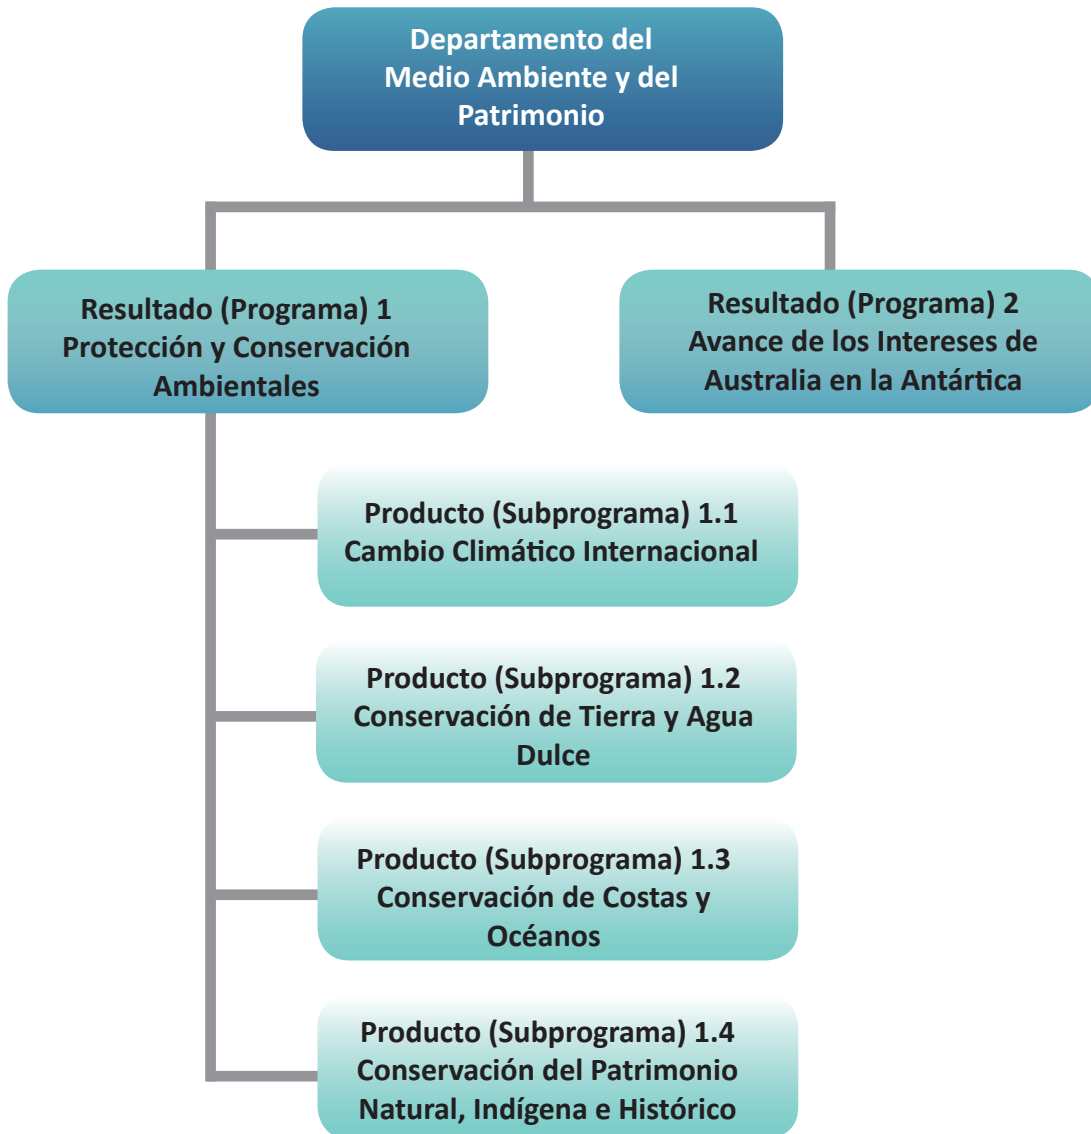 Departamento del
Medio Ambiente y del
Patrimonio
Resultado (Programa) 1
Protección y Conservación
Ambientales
Resultado (Programa) 2
Avance de los Intereses de
Australia en la Antártica
Producto (Subprograma) 1.1
Cambio Climático Internacional
Producto (Subprograma) 1.2
Conservación de Tierra y Agua
Dulce
Producto (Subprograma) 1.3
Conservación de Costas y
Océanos
Producto (Subprograma) 1.4
Conservación del Patrimonio
Natural, Indígena e Histórico